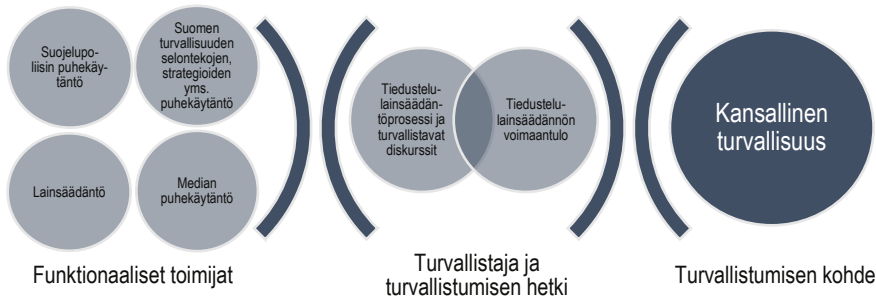 Suojelupo-
liisin puhekäy-
täntö
Suomen
turvallisuuden
selontekojen,
strategioiden
yms.
puhekäytäntö
Lainsäädäntö
Median
puhekäytäntö
Funktionaaliset toimijat
Tiedustelu-
lainsäädän-
töprosessi ja
turvallistavat
diskurssit
Tiedustelu-
lainsäädännön
voimaantulo
Turvallistaja ja
turvallistumisen hetki
Kansallinen
turvallisuus
Turvallistumisen kohde